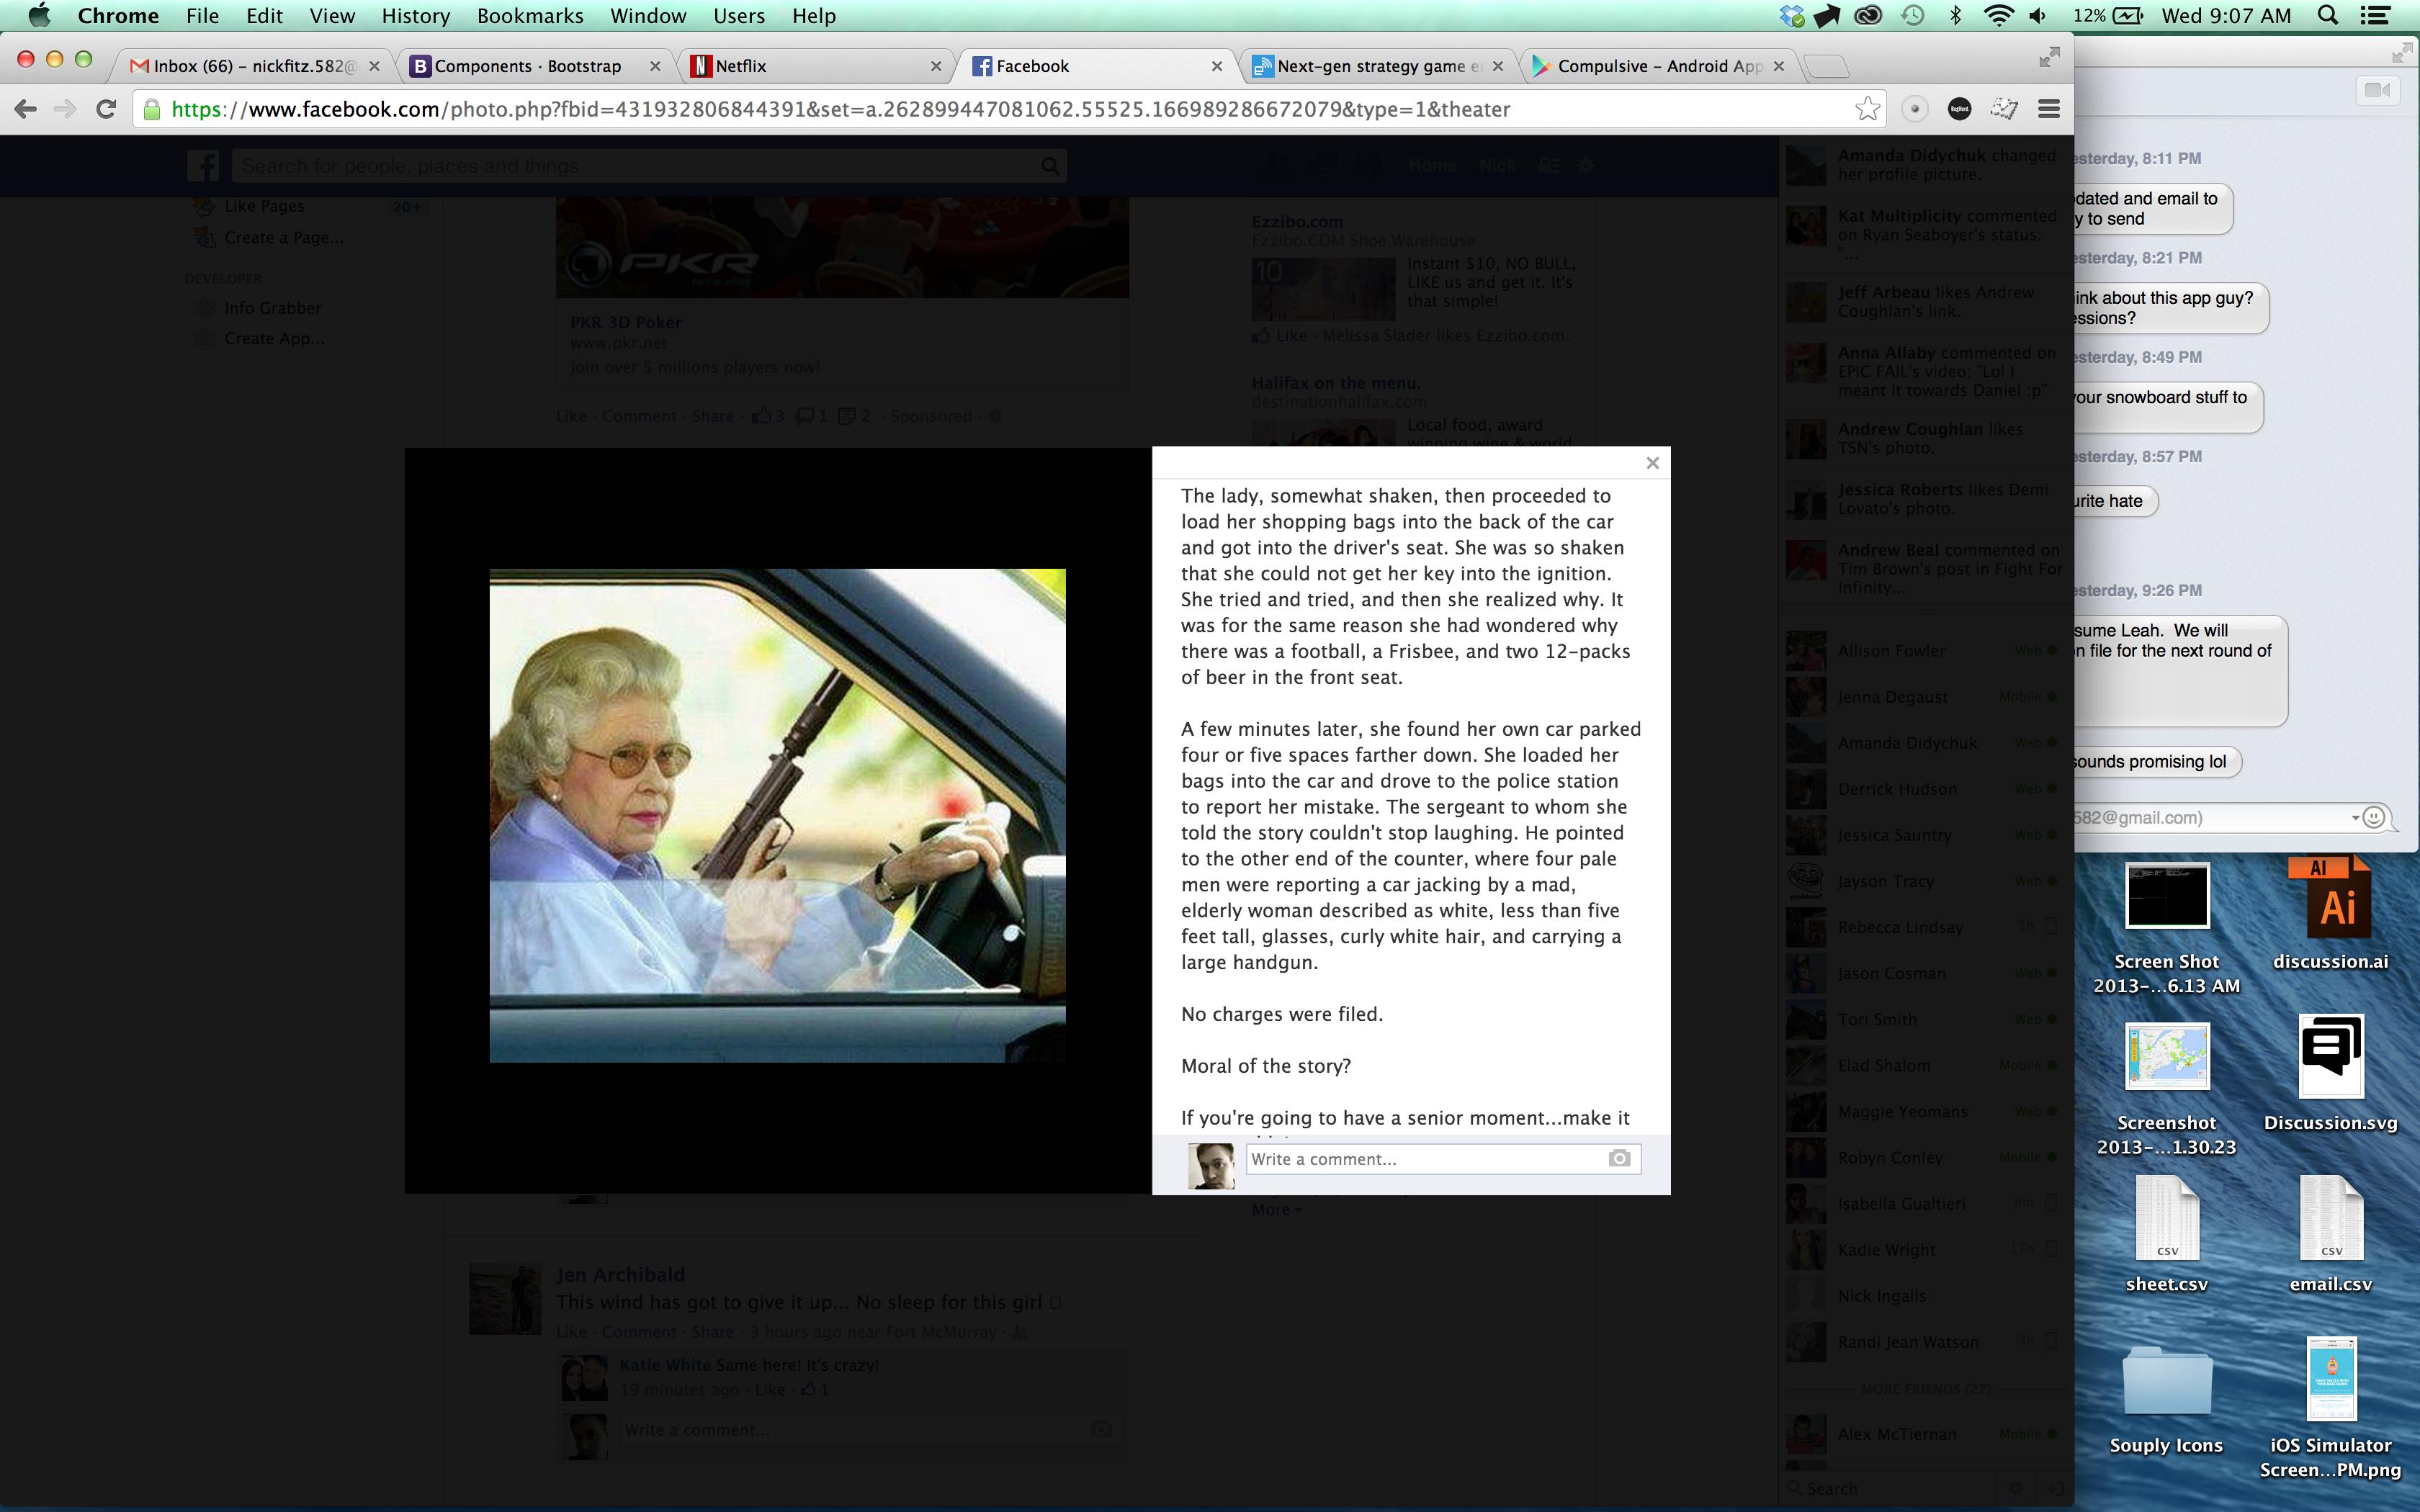 Chrome File Edit View History Bookmarks Window Users Help
12% Wed 9:07 AM
Inbox (66) – nickfitz.582@
Components · Bootstrap
Netflix
Facebook
Next-gen strategy game e
Compulsive – Android App
https://www.facebook.com/photo.php?fbid=431932806844391&set=a.262899447081062.55525.166989286672079&type=1&theater
Search for people, places and things
Home Nick
Like Pages 20+
Create a Page...
DEVELOPER
Info Grabber
Create App...
PKR
PKR 3D Poker
www.pkr.net
Join over 5 millions players now!
Like · Comment · Share · 3 1 2 · Sponsored ·
Ezzibo.com
Ezzibo.COM Shoe Warehouse
10
Instant $10, NO BULL,
LIKE us and get it. It's
that simple!
Like · Melissa Slader likes Ezzibo.com.
Halifax on the menu.
destinationhalifax.com
Local food, award
winning wine & world
The lady, somewhat shaken, then proceeded to
load her shopping bags into the back of the car
and got into the driver's seat. She was so shaken
that she could not get her key into the ignition.
She tried and tried, and then she realized why. It
was for the same reason she had wondered why
there was a football, a Frisbee, and two 12-packs
of beer in the front seat.
A few minutes later, she found her own car parked
four or five spaces farther down. She loaded her
bags into the car and drove to the police station
to report her mistake. The sergeant to whom she
told the story couldn't stop laughing. He pointed
to the other end of the counter, where four pale
men were reporting a car jacking by a mad,
elderly woman described as white, less than five
feet tall, glasses, curly white hair, and carrying a
large handgun.
No charges were filed.
Moral of the story?
If you're going to have a senior moment...make it
Write a comment...
More
Jen Archibald
This wind has got to give it up... No sleep for this girl
Like · Comment · Share · 3 hours ago near Fort McMurray ·
Katie White Same here! It's crazy!
19 minutes ago · Like · 1
Write a comment...
Amanda Didychuk changed
her profile picture.
Kat Multiplicity commented
on Ryan Seaboyer's status:
"...
Jeff Arbeau likes Andrew
Coughlan's link.
Anna Allaby commented on
EPIC FAIL's video: "Lol I
meant it towards Daniel :p"
Andrew Coughlan likes
TSN's photo.
Jessica Roberts likes Demi
Lovato's photo.
Andrew Beal commented on
Tim Brown's post in Fight For
Infinity...
Allison Fowler Web
Jenna Degaust Mobile
Amanda Didychuk Web
Derrick Hudson Web
Jessica Sauntry Web
Jayson Tracy Web
Rebecca Lindsay 1h
Jason Cosman Web
Tori Smith Web
Elad Shalom Mobile
Maggie Yeomans Web
Robyn Conley Mobile
Isabella Gualtieri 8m
Kadie Wright 17h
Nick Ingalls
Randi Jean Watson 3h
MORE FRIENDS (27)
Alex McTiernan Mobile
Search
esterday, 8:11 PM
dated and email to
y to send
esterday, 8:21 PM
ink about this app guy?
essions?
esterday, 8:49 PM
our snowboard stuff to
esterday, 8:57 PM
urite hate
esterday, 9:26 PM
sume Leah. We will
n file for the next round of
sounds promising lol
582@gmail.com)
Screen Shot
2013-...6.13 AM
AI
Ai
discussion.ai
Screenshot
2013-...1.30.23
Discussion.svg
CSV
sheet.csv
CSV
email.csv
Souply Icons
iOS Simulator
Screen...PM.png